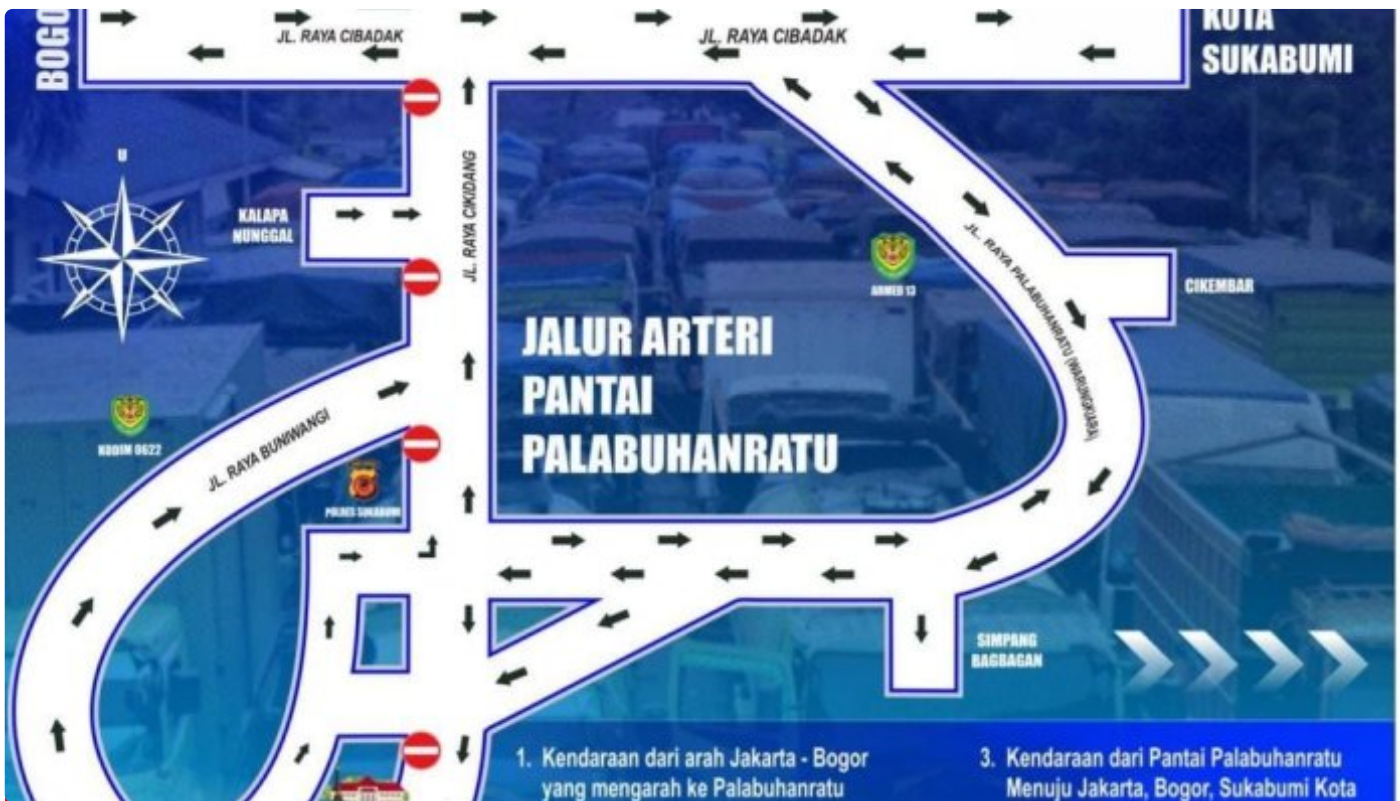 BOGO
JL. RAYA CIBADAK
JL. RAYA CIBADAK
KOTA
SUKABUMI
U
KALAPA
NUNGGAL
JL. RAYA CIKIDANG
ARMED 13
JL. RAYA PALABUHANRATU (WARUNGKIARA)
CIKEMBAR
JALUR ARTERI
PANTAI
PALABUHANRATU
KODIM 0622
JL. RAYA BUNIWANGI
POLRES SUKABUMI
SIMPANG
BAGBAGAN
1. Kendaraan dari arah Jakarta - Bogor
yang mengarah ke Palabuhanratu
3. Kendaraan dari Pantai Palabuhanratu
Menuju Jakarta, Bogor, Sukabumi Kota